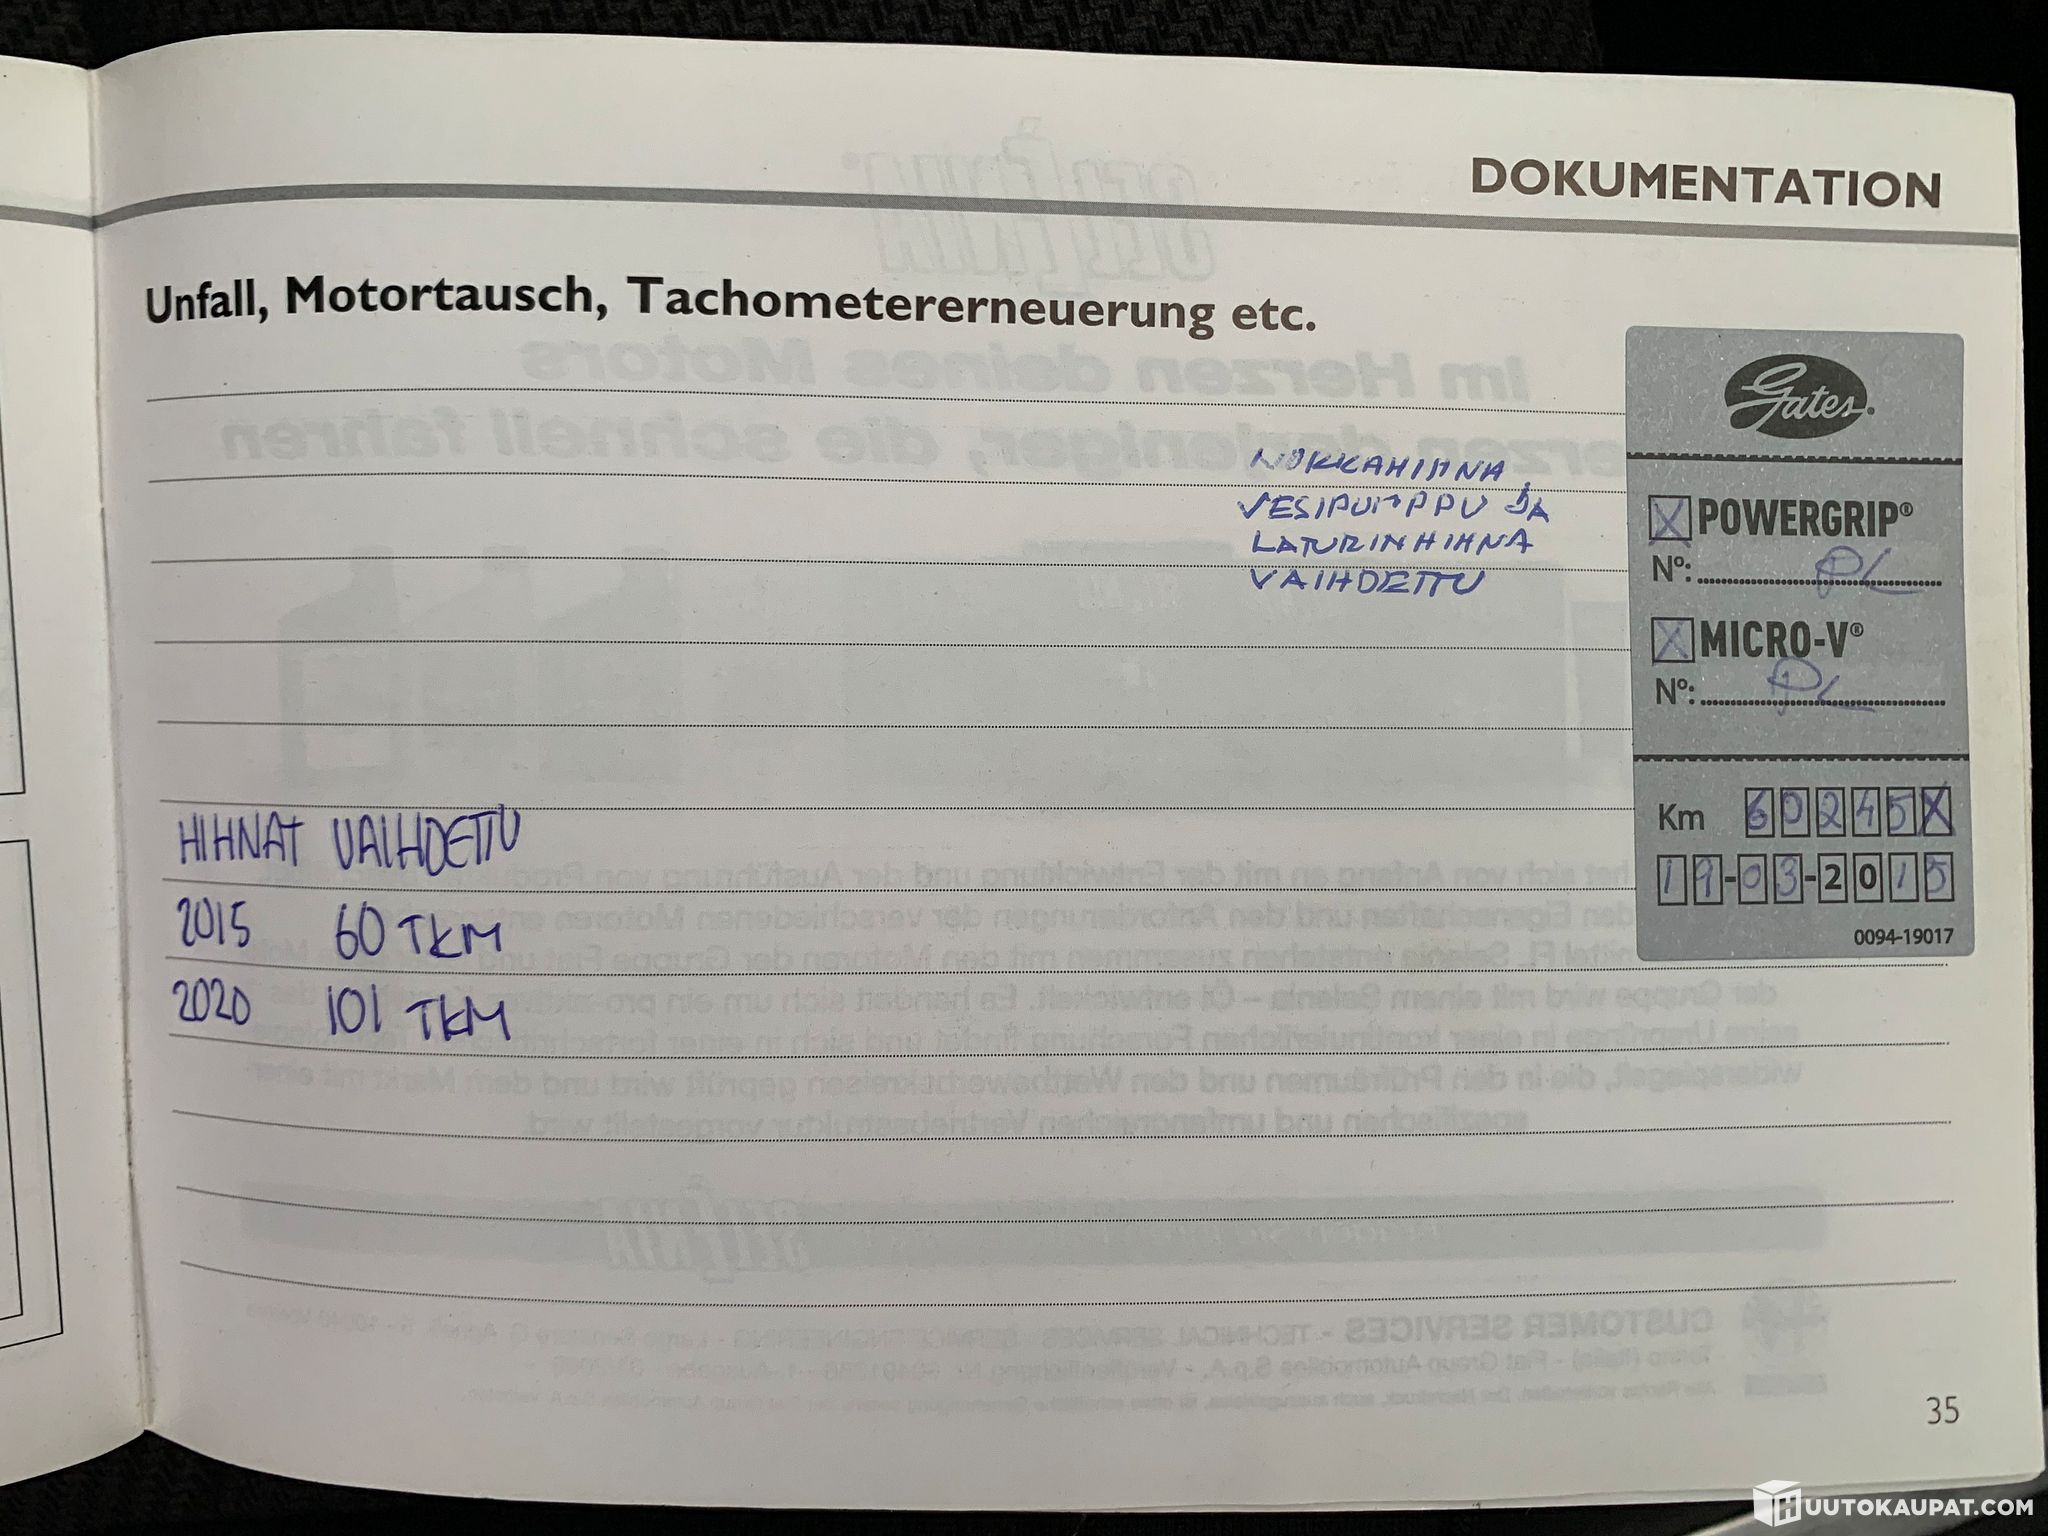 DOKUMENTATION
Unfall, Motortausch, Tachometererneuerung etc.
NOKKAHIHNA,
VESIPUMPPU JA
LATURINHIHNA
VAIHDETTU
Gates.
X POWERGRIP®
Nº:
X MICRO-V®
Nº:
Km 60245X
19-03-2015
0094-19017
HIHNAT VAIHDETTU
2015 60 TKM
2020 101 TKM
35
HUUTOKAUPAT.COM